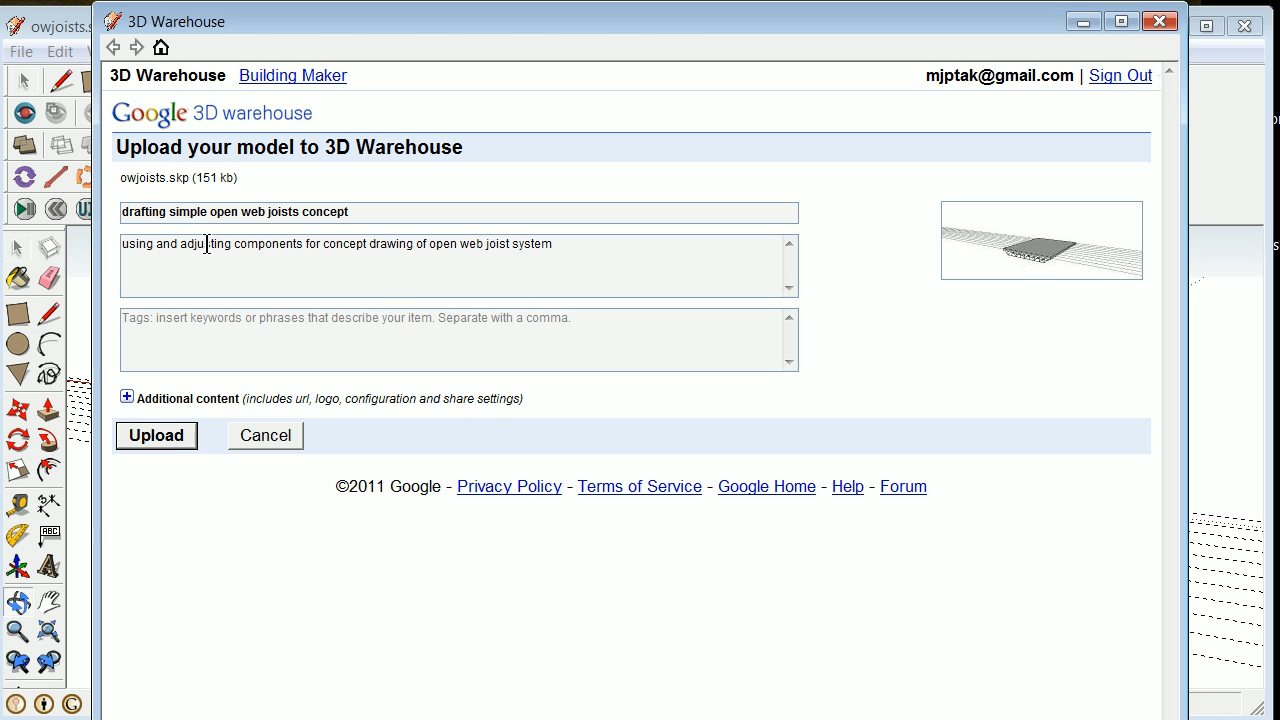 owjoists.s
3D Warehouse
File Edit
3D Warehouse Building Maker mjptak@gmail.com | Sign Out
Google 3D warehouse
Upload your model to 3D Warehouse
owjoists.skp (151 kb)
drafting simple open web joists concept
using and adjusting components for concept drawing of open web joist system
Tags: insert keywords or phrases that describe your item. Separate with a comma.
Additional content (includes url, logo, configuration and share settings)
Upload Cancel
©2011 Google - Privacy Policy - Terms of Service - Google Home - Help - Forum
ABC